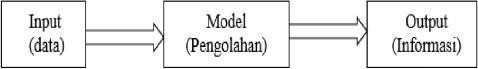 Input
(data)
Model
(Pengolahan)
Output
(Informasi)